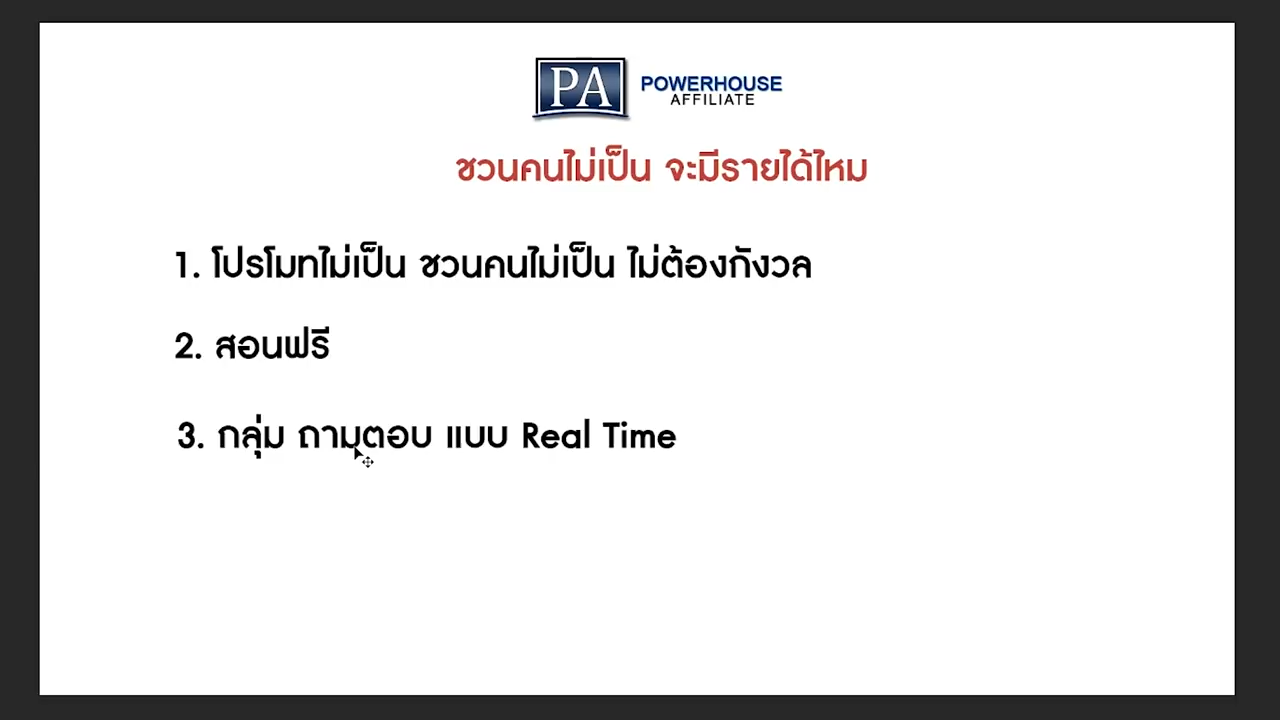 PA POWERHOUSE
AFFILIATE
ชวนคนไม่เป็น จะมีรายได้ไหม
1. โปรโมทไม่เป็น ชวนคนไม่เป็น ไม่ต้องกังวล
2. สอนฟรี
3. กลุ่ม ถามตอบ แบบ Real Time